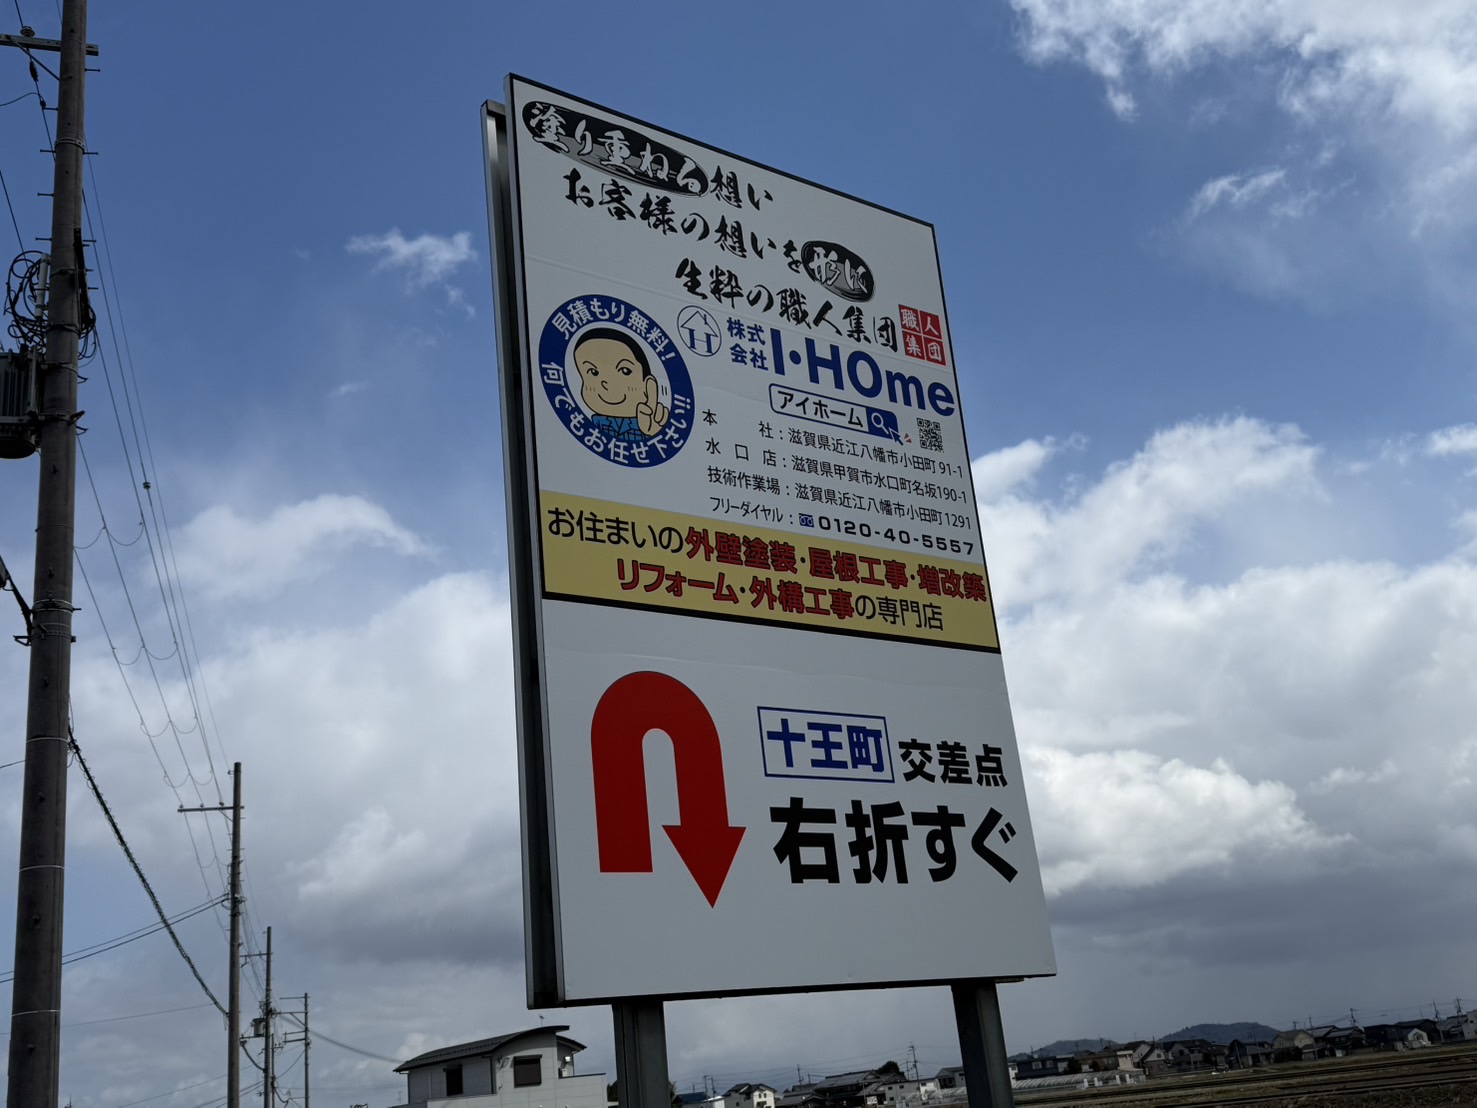 塗り重ねる想い
お客様の想いを形に
生粋の職人集団
職人
集団
見積もり無料!
何でもお任せ下さい!!!
H
株式
会社
I・HOme
アイホーム
本社:滋賀県近江八幡市小田町91-1
水口店:滋賀県甲賀市水口町名坂190-1
技術作業場:滋賀県近江八幡市小田町1291
フリーダイヤル:0120-40-5557
お住まいの外壁塗装・屋根工事・増改築
リフォーム・外構工事の専門店
十王町 交差点
右折すぐ